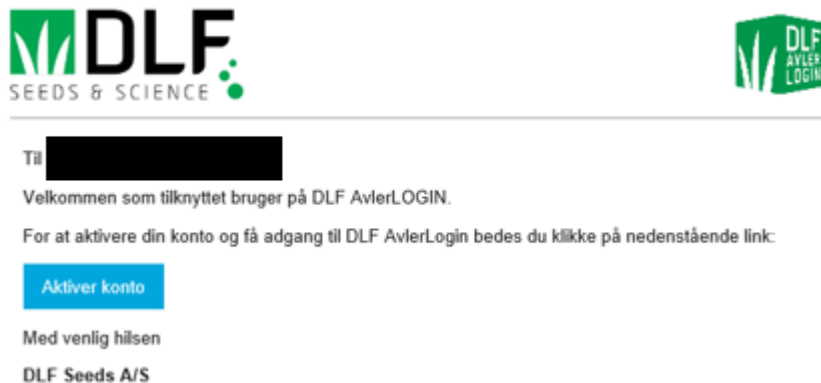 DLF
SEEDS & SCIENCE
DLF
AVLER
LOGIN
Til
Velkommen som tilknyttet bruger på DLF AvlerLOGIN.
For at aktivere din konto og få adgang til DLF AvlerLogin bedes du klikke på nedenstående link:
Aktiver konto
Med venlig hilsen
DLF Seeds A/S